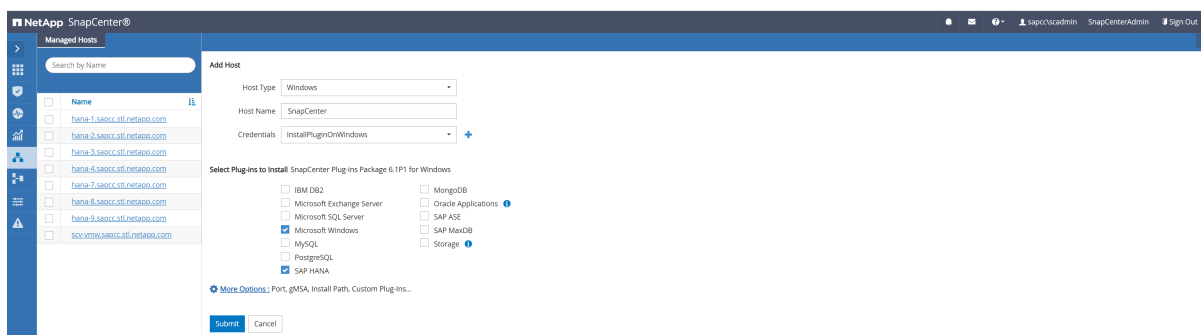 NetApp SnapCenter®
sapcc\scadmin SnapCenterAdmin Sign Out
Managed Hosts
Search by Name
Name
hana-1.sapcc.stl.netapp.com
hana-2.sapcc.stl.netapp.com
hana-3.sapcc.stl.netapp.com
hana-4.sapcc.stl.netapp.com
hana-7.sapcc.stl.netapp.com
hana-8.sapcc.stl.netapp.com
hana-9.sapcc.stl.netapp.com
scv-vmw.sapcc.stl.netapp.com
Add Host
Host Type Windows
Host Name SnapCenter
Credentials InstallPluginOnWindows
Select Plug-ins to Install SnapCenter Plug-ins Package 6.1P1 for Windows
IBM DB2
Microsoft Exchange Server
Microsoft SQL Server
Microsoft Windows
MySQL
PostgreSQL
SAP HANA
MongoDB
Oracle Applications
SAP ASE
SAP MaxDB
Storage
More Options : Port, gMSA, Install Path, Custom Plug-Ins...
Submit Cancel